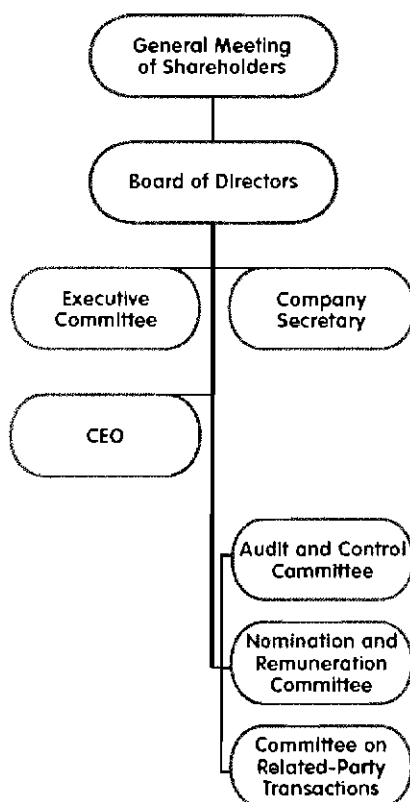 General Meeting
of Shareholders
Board of Directors
Executive
Committee
Company
Secretary
CEO
Audit and Control
Cammittee
Nomination and
Remuneration
Committee
Committee on
Related-Party
Transactions